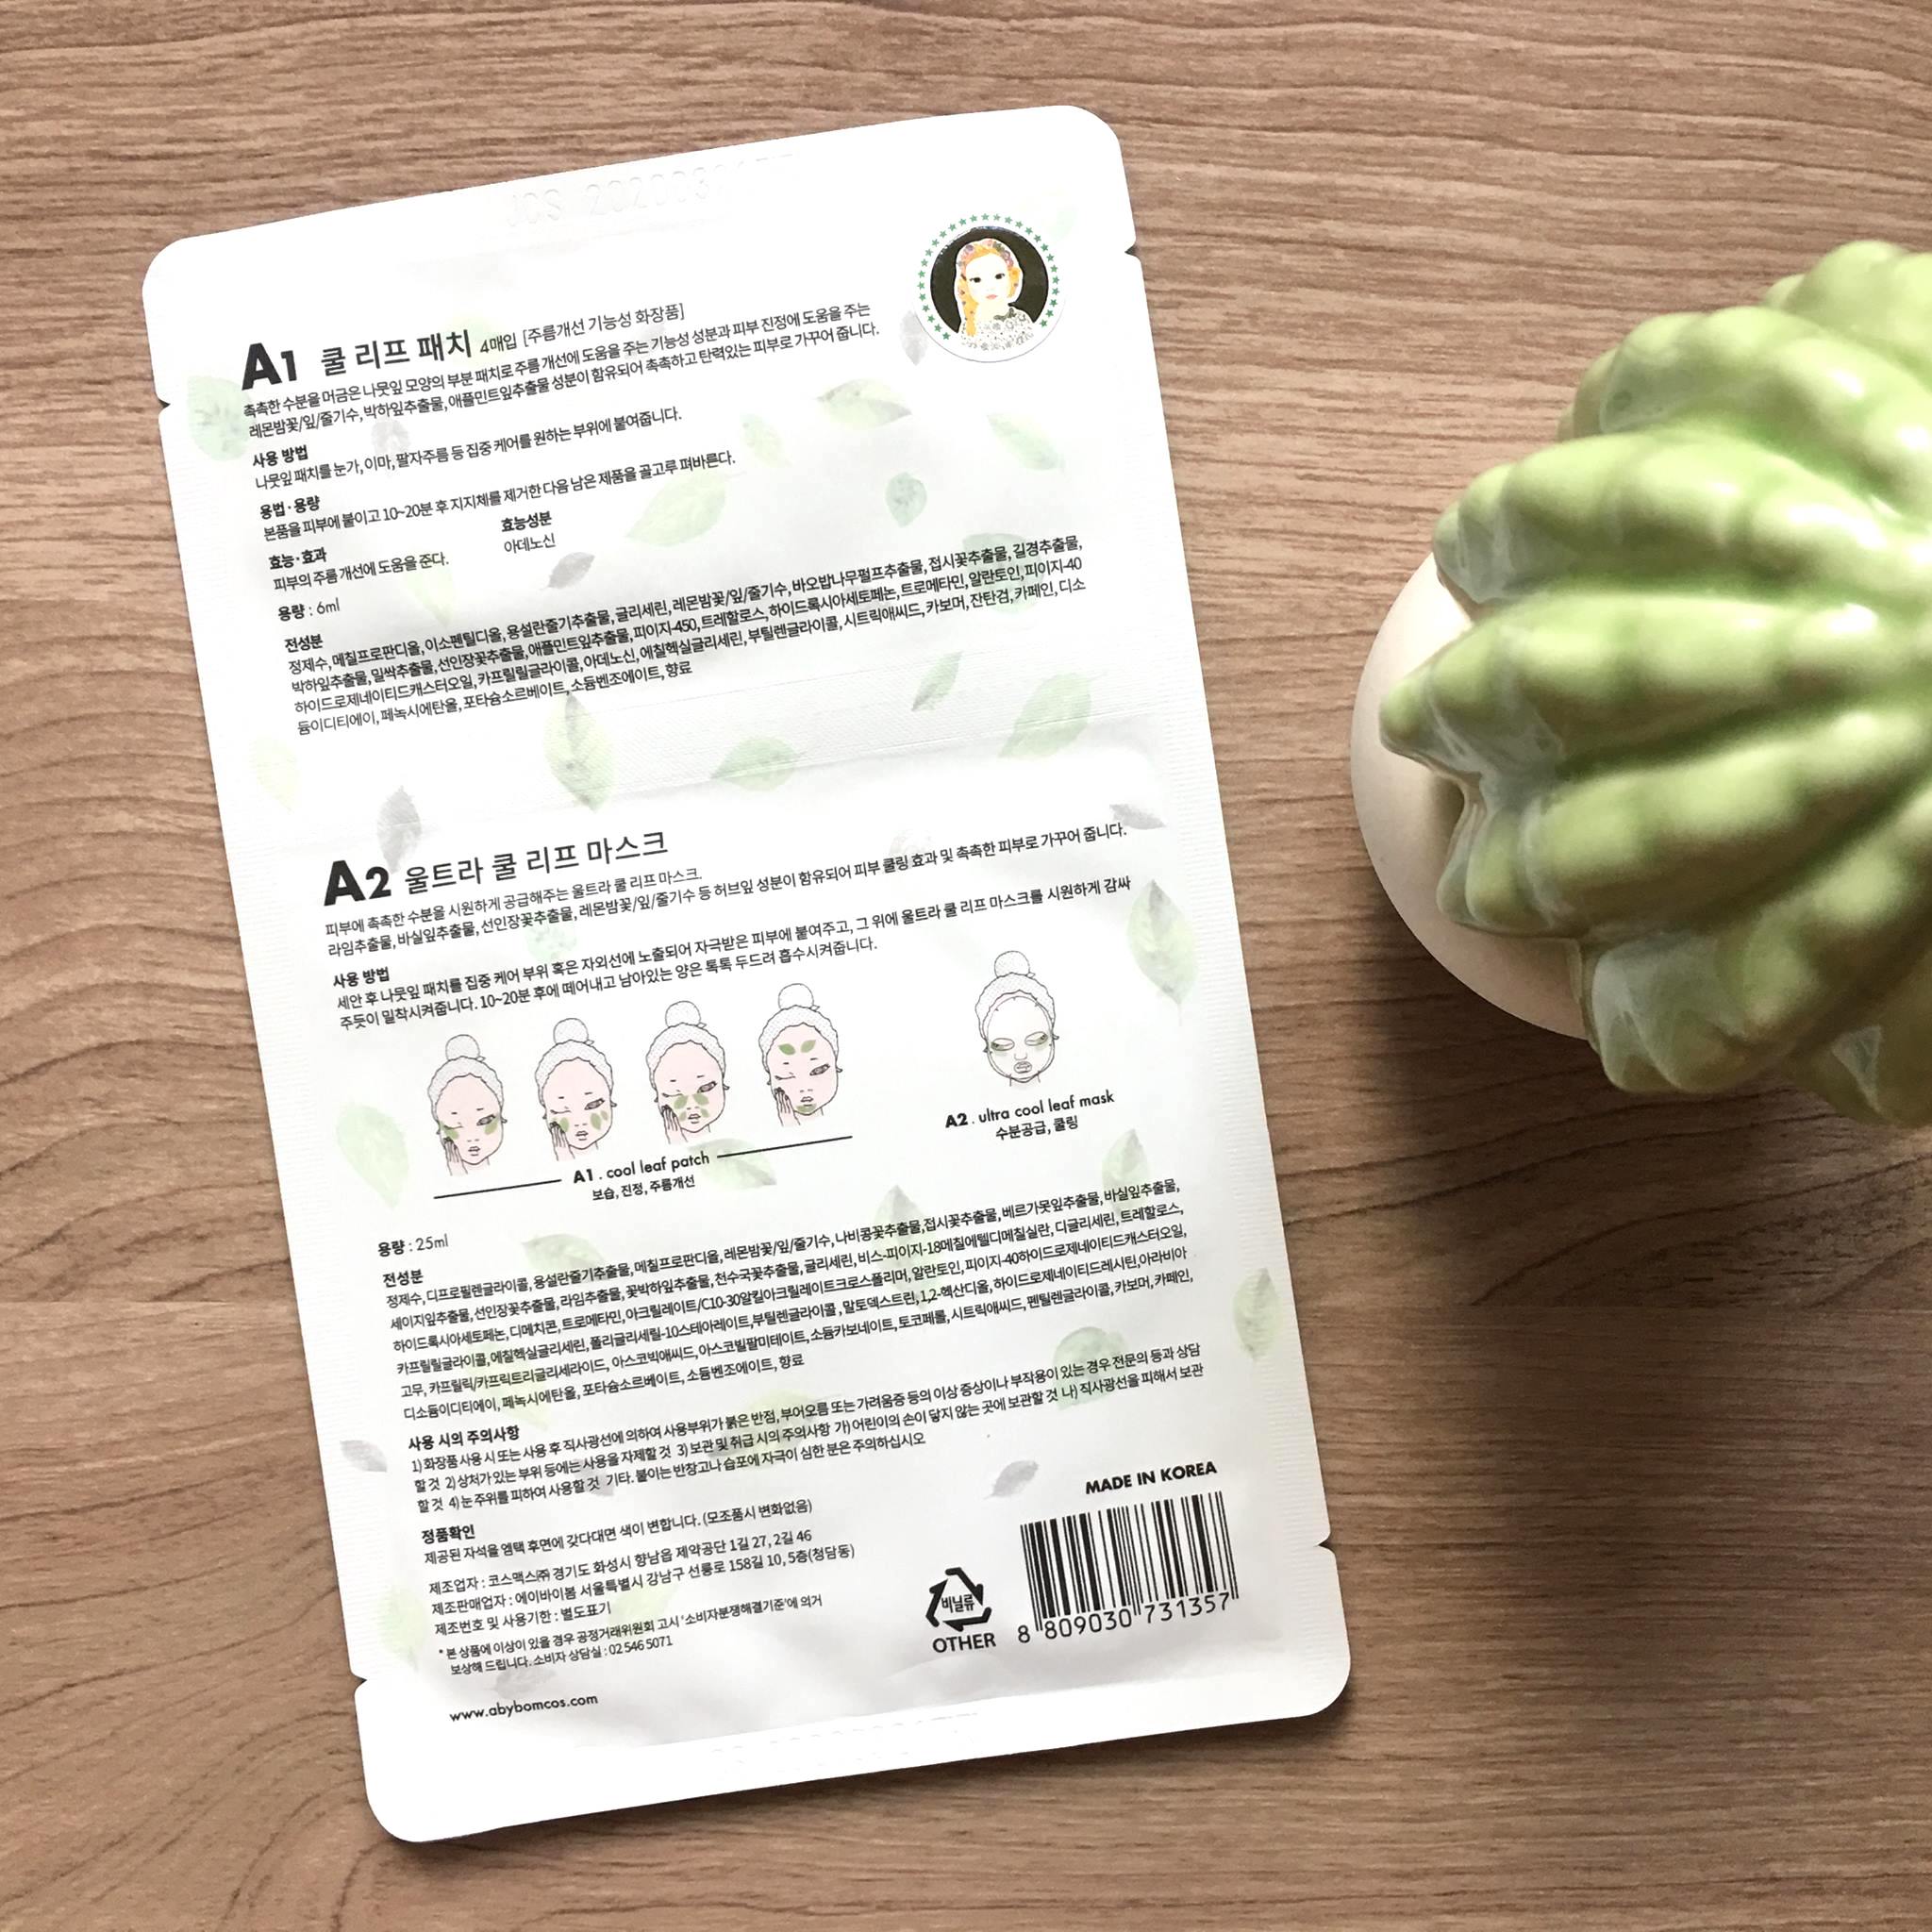 A1 쿨 리프 패치 4매입 [주름개선 기능성 화장품]
촉촉한 수분을 머금은 나뭇잎 모양의 부분 패치로 주름 개선에 도움을 주는 기능성 성분과 피부 진정에 도움을 주는
레몬밤꽃/잎/줄기수, 박하잎추출물, 애플민트잎추출물 성분이 함유되어 촉촉하고 탄력있는 피부로 가꾸어 줍니다.
사용 방법
나뭇잎 패치를 눈가, 이마, 팔자주름 등 집중 케어를 원하는 부위에 붙여줍니다.
용법·용량
본품을 피부에 붙이고 10~20분 후 지지체를 제거한 다음 남은 제품을 골고루 펴바른다.
효능·효과
피부의 주름 개선에 도움을 준다.
효능성분
아데노신
용량 : 6ml
전성분
정제수, 메칠프로판디올, 이소펜틸디올, 용설란줄기추출물, 글리세린, 레몬밤꽃/잎/줄기수, 바오밥나무펄프추출물, 접시꽃추출물, 길경추출물,
박하잎추출물, 밀싹추출물, 선인장꽃추출물, 애플민트잎추출물, 피이지-450, 트레할로스, 하이드록시아세토페논, 트로메타민, 알란토인, 피이지-40
하이드로제네이티드캐스터오일, 카프릴릴글라이콜, 아데노신, 에칠헥실글리세린, 부틸렌글라이콜, 시트릭애씨드, 카보머, 잔탄검, 카페인, 디소
듐이디티에이, 페녹시에탄올, 포타슘소르베이트, 소듐벤조에이트, 향료
A2 울트라 쿨 리프 마스크
피부에 촉촉한 수분을 시원하게 공급해주는 울트라 쿨 리프 마스크.
라임추출물, 바실잎추출물, 선인장꽃추출물, 레몬밤꽃/잎/줄기수 등 허브잎 성분이 함유되어 피부 쿨링 효과 및 촉촉한 피부로 가꾸어 줍니다.
사용 방법
세안 후 나뭇잎 패치를 집중 케어 부위 혹은 자외선에 노출되어 자극받은 피부에 붙여주고, 그 위에 울트라 쿨 리프 마스크를 시원하게 감싸
주듯이 밀착시켜줍니다. 10~20분 후에 떼어내고 남아있는 양은 톡톡 두드려 흡수시켜줍니다.
A1 . cool leaf patch
보습, 진정, 주름개선
A2 . ultra cool leaf mask
수분공급, 쿨링
용량 : 25ml
전성분
정제수, 디프로필렌글라이콜, 용설란줄기추출물, 메칠프로판디올, 레몬밤꽃/잎/줄기수, 나비콩꽃추출물, 접시꽃추출물, 베르가못잎추출물, 바실잎추출물,
세이지잎추출물, 선인장꽃추출물, 라임추출물, 꽃박하잎추출물, 천수국꽃추출물, 글리세린, 비스-피이지-18메칠에텔디메칠실란, 디글리세린, 트레할로스,
하이드록시아세토페논, 디메치콘, 트로메타민, 아크릴레이트/C10-30알킬아크릴레이트크로스폴리머, 알란토인, 피이지-40하이드로제네이티드캐스터오일,
카프릴릴글라이콜, 에칠헥실글리세린, 폴리글리세릴-10스테아레이트, 부틸렌글라이콜, 말토덱스트린, 1,2-헥산디올, 하이드로제네이티드레시틴, 아라비아
고무, 카프릴릭/카프릭트리글리세라이드, 아스코빅애씨드, 아스코빌팔미테이트, 소듐카보네이트, 토코페롤, 시트릭애씨드, 펜틸렌글라이콜, 카보머, 카페인,
디소듐이디티에이, 페녹시에탄올, 포타슘소르베이트, 소듐벤조에이트, 향료
사용 시의 주의사항
1) 화장품 사용 시 또는 사용 후 직사광선에 의하여 사용부위가 붉은 반점, 부어오름 또는 가려움증 등의 이상 증상이나 부작용이 있는 경우 전문의 등과 상담
할 것 2) 상처가 있는 부위 등에는 사용을 자제할 것 3) 보관 및 취급 시의 주의사항 가) 어린이의 손이 닿지 않는 곳에 보관할 것 나) 직사광선을 피해서 보관
할 것 4) 눈 주위를 피하여 사용할 것 기타. 붙이는 반창고나 습포에 자극이 심한 분은 주의하십시오
정품확인
제공된 자석을 엠택 후면에 갖다대면 색이 변합니다. (모조품시 변화없음)
제조업자 : 코스맥스㈜ 경기도 화성시 향남읍 제약공단 1길 27, 2길 46
제조판매업자 : 에이바이봄 서울특별시 강남구 선릉로 158길 10, 5층(청담동)
제조번호 및 사용기한 : 별도표기
* 본 상품에 이상이 있을 경우 공정거래위원회 고시 '소비자분쟁해결기준'에 의거
보상해 드립니다. 소비자 상담실 : 02 546 5071
www.abybomcos.com
비닐류
OTHER
MADE IN KOREA
8 809030 731357